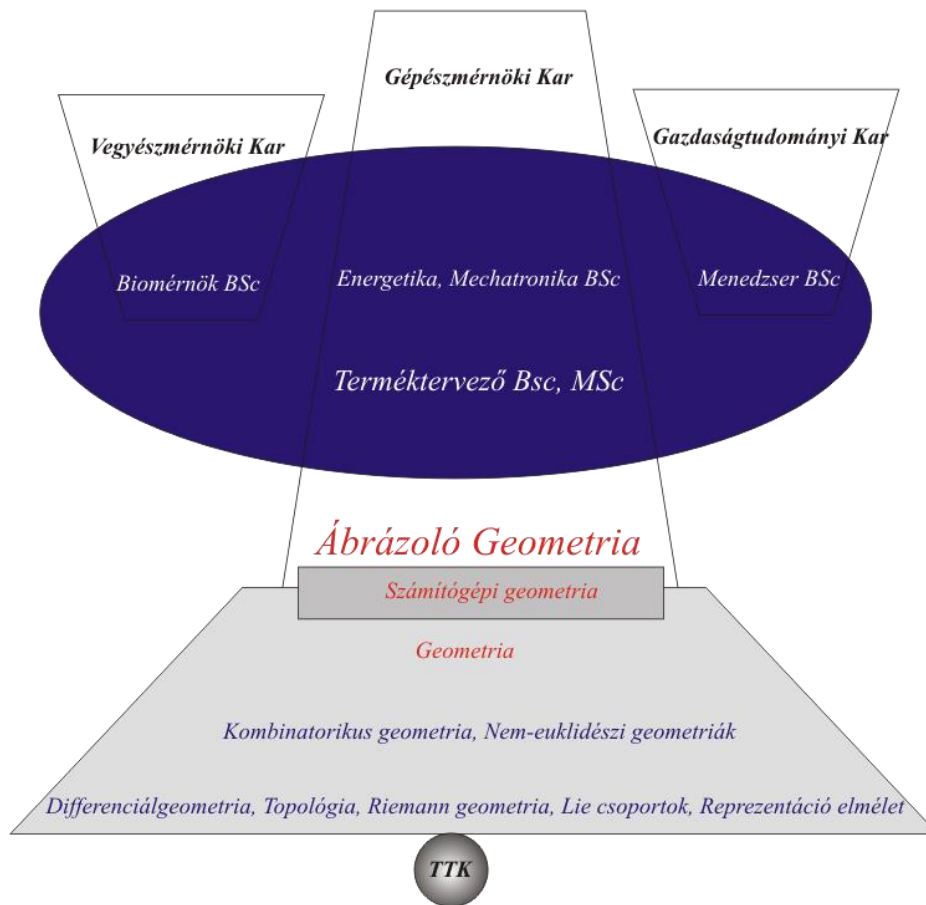 Gépészmérnöki Kar
Vegyészmérnöki Kar
Gazdaságtudományi Kar
Biomérnök BSc
Energetika, Mechatronika BSc
Menedzser BSc
Terméktervező Bsc, MSc
Ábrázoló Geometria
Számítógépi geometria
Geometria
Kombinatorikus geometria, Nem-euklidészi geometriák
Differenciálgeometria, Topológia, Riemann geometria, Lie csoportok, Reprezentáció elmélet
TTK